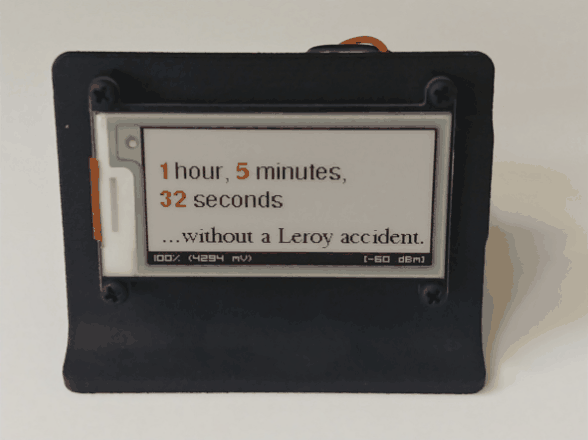 1 hour, 5 minutes,
32 seconds
...without a Leroy accident.
100% (4294 mV) [-60 dBm]